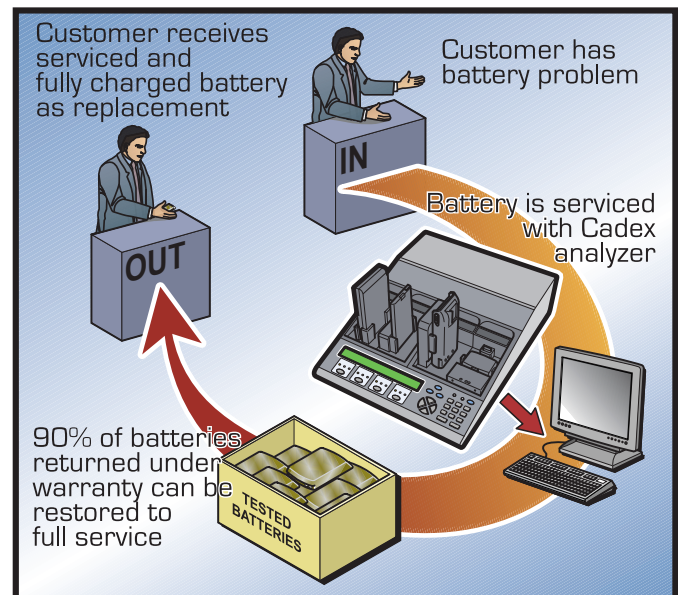 Customer receives
serviced and
fully charged battery
as replacement
Customer has
battery problem
IN
OUT
Battery is serviced
with Cadex
analyzer
90% of batteries
returned under
warranty can be
restored to
full service
TESTED
BATTERIES